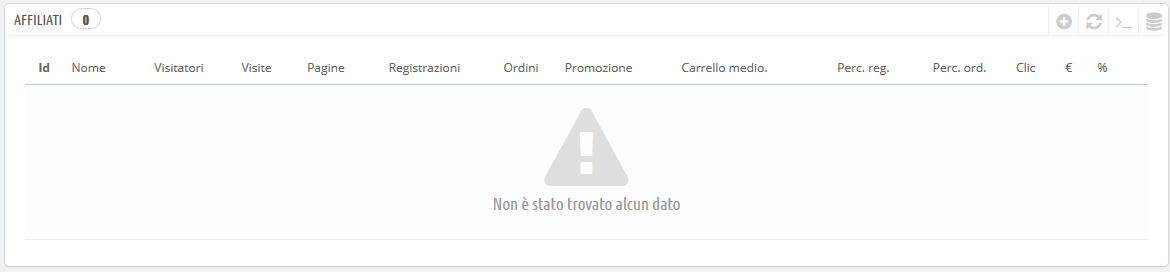 AFFILIATI 0
Id Nome Visitatori Visite Pagine Registrazioni Ordini Promozione Carrello medio. Perc. reg. Perc. ord. Clic € %
Non è stato trovato alcun dato